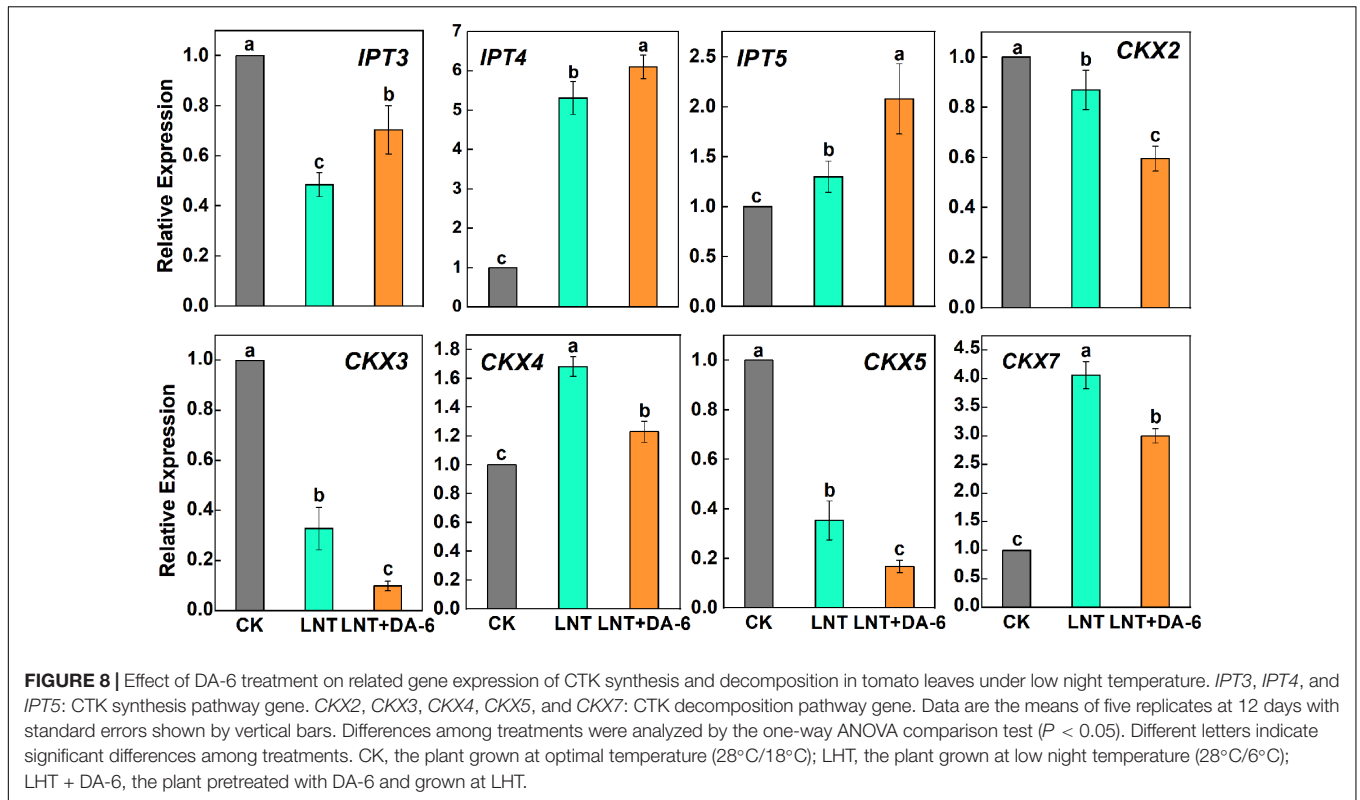 IPT3
IPT4
IPT5
CKX2
Relative Expression
1.0
0.8
0.6
0.4
0.2
0.0
a
c
b
7
6
5
4
3
2
1
0
c
b
a
2.5
2.0
1.5
1.0
0.5
0.0
c
b
a
1.0
0.8
0.6
0.4
0.2
0.0
a
b
c
CKX3
CKX4
CKX5
CKX7
Relative Expression
1.0
0.8
0.6
0.4
0.2
0.0
a
b
c
CK LNT LNT+DA-6
1.8
1.6
1.4
1.2
1.0
0.8
0.6
0.4
0.2
0.0
c
a
b
CK LNT LNT+DA-6
1.0
0.8
0.6
0.4
0.2
0.0
a
b
c
CK LNT LNT+DA-6
4.5
4.0
3.5
3.0
2.5
2.0
1.5
1.0
0.5
0.0
c
a
b
CK LNT LNT+DA-6
FIGURE 8 | Effect of DA-6 treatment on related gene expression of CTK synthesis and decomposition in tomato leaves under low night temperature. IPT3, IPT4, and
IPT5: CTK synthesis pathway gene. CKX2, CKX3, CKX4, CKX5, and CKX7: CTK decomposition pathway gene. Data are the means of five replicates at 12 days with
standard errors shown by vertical bars. Differences among treatments were analyzed by the one-way ANOVA comparison test (P < 0.05). Different letters indicate
significant differences among treatments. CK, the plant grown at optimal temperature (28°C/18°C); LHT, the plant grown at low night temperature (28°C/6°C);
LHT + DA-6, the plant pretreated with DA-6 and grown at LHT.